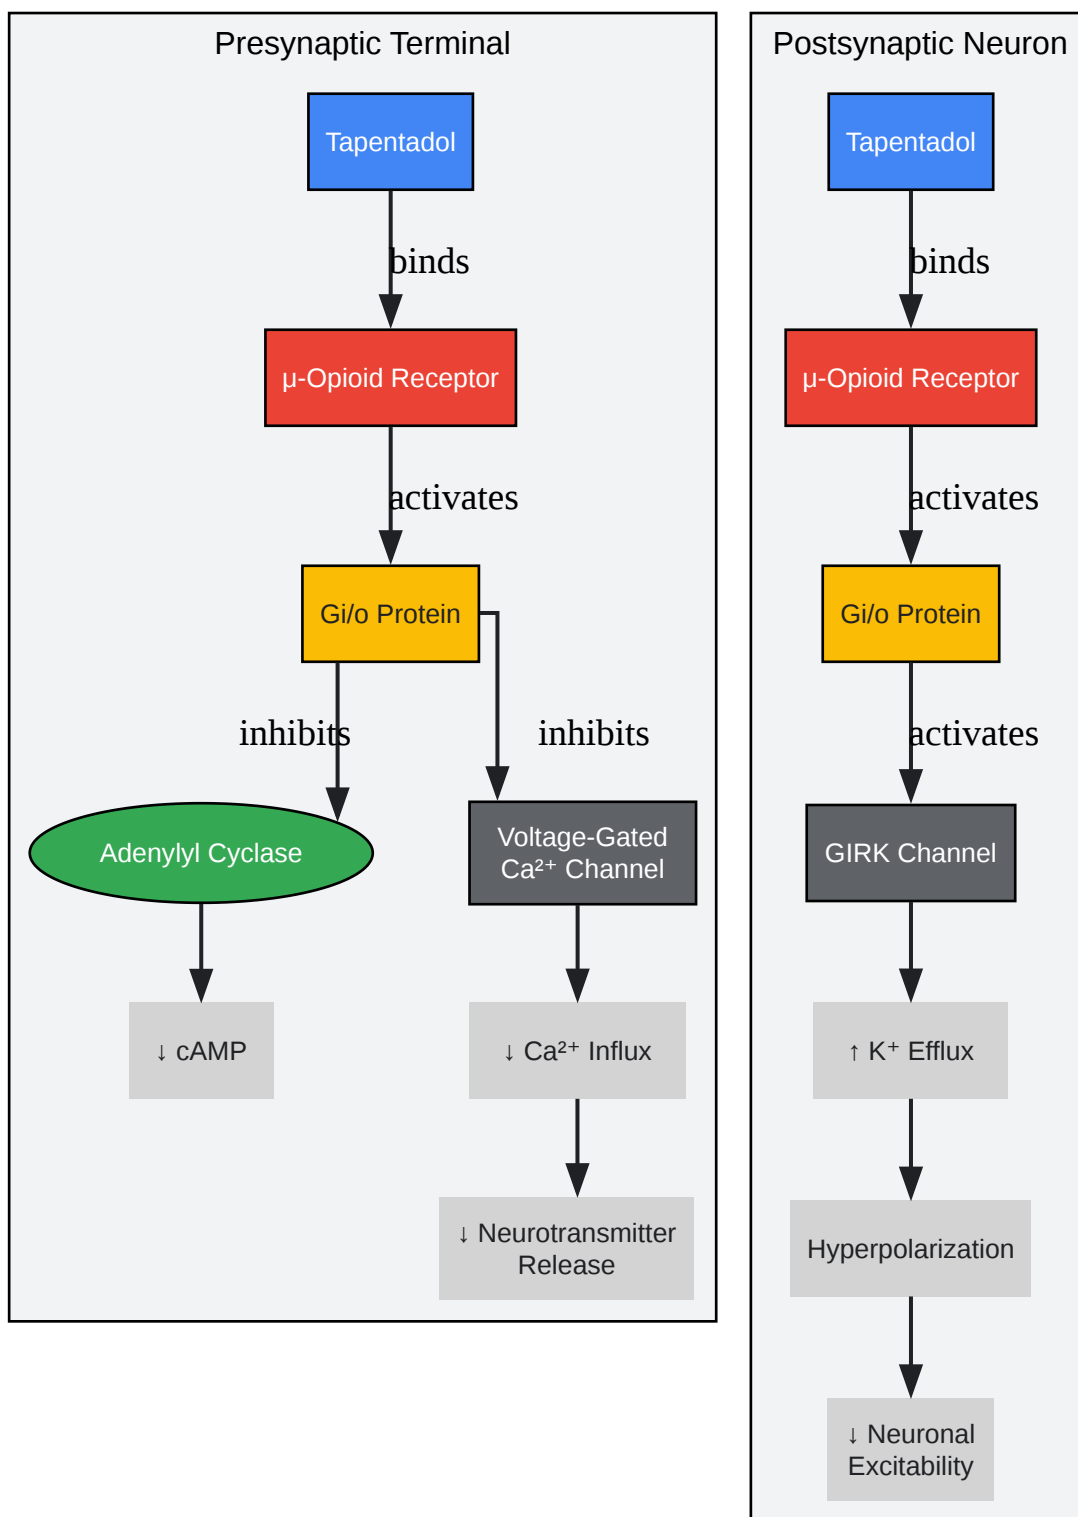 Presynaptic Terminal
Tapentadol
binds
μ-Opioid Receptor
activates
Gi/o Protein
inhibits
inhibits
Adenylyl Cyclase
Voltage-Gated
Ca²⁺ Channel
↓ cAMP
↓ Ca²⁺ Influx
↓ Neurotransmitter
Release
Postsynaptic Neuron
Tapentadol
binds
μ-Opioid Receptor
activates
Gi/o Protein
activates
GIRK Channel
↑ K⁺ Efflux
Hyperpolarization
↓ Neuronal
Excitability